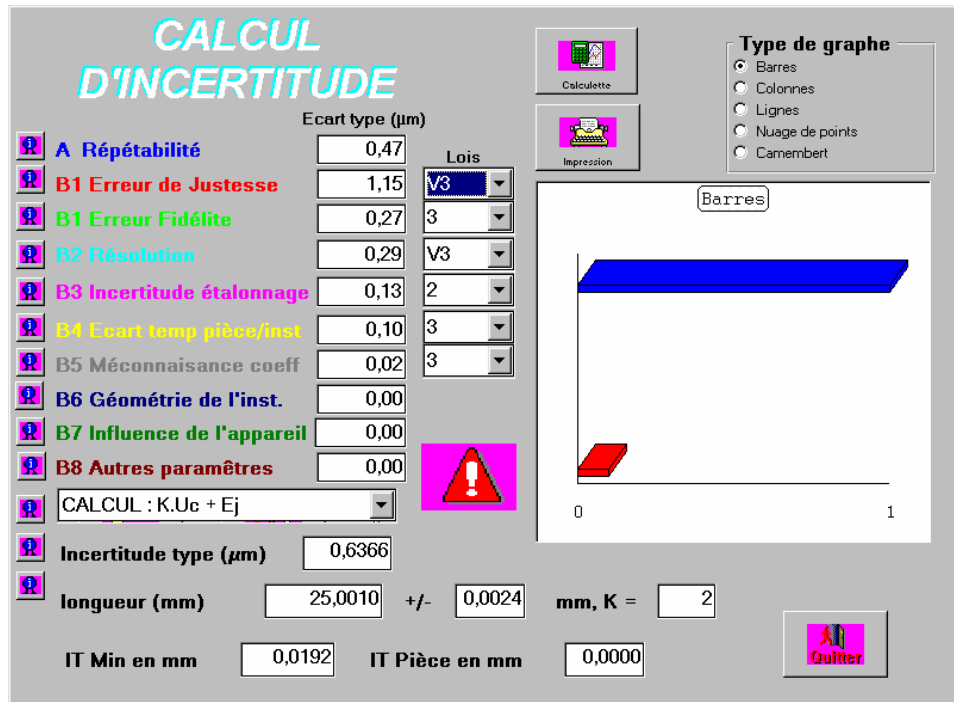 CALCUL
D'INCERTITUDE
Calculette
Impression
Type de graphe
Barres
Colonnes
Lignes
Nuage de points
Camembert
Ecart type (µm)
Lois
A Répétabilité 0,47
B1 Erreur de Justesse 1,15 V3
B1 Erreur Fidélite 0,27 3
B2 Résolution 0,29 V3
B3 Incertitude étalonnage 0,13 2
B4 Ecart temp pièce/inst 0,10 3
B5 Méconnaisance coeff 0,02 3
B6 Géométrie de l'inst. 0,00
B7 Influence de l'appareil 0,00
B8 Autres paramêtres 0,00
Barres
0 1
CALCUL : K.Uc + Ej
Incertitude type (µm) 0,6366
longueur (mm) 25,0010 +/- 0,0024 mm, K = 2
IT Min en mm 0,0192 IT Pièce en mm 0,0000
Quitter